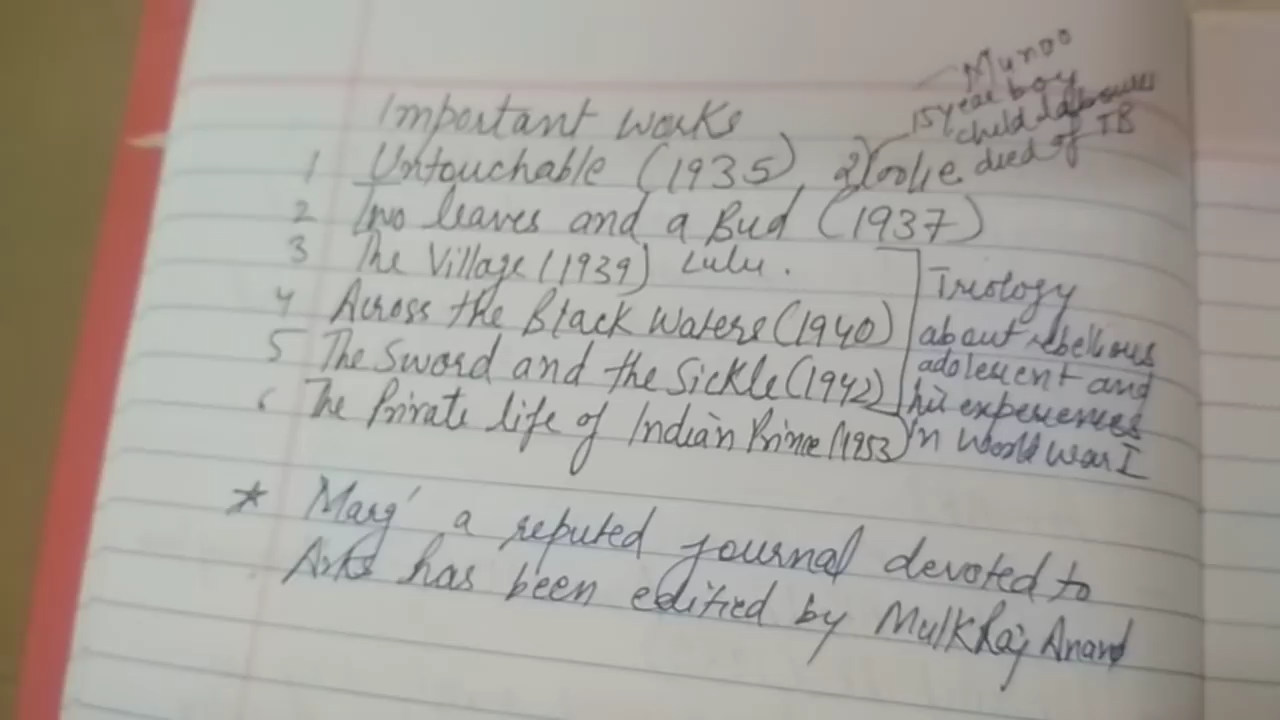 Munoo
15 year boy
child labourer
died of TB
Important works
1 Untouchable (1935), 2) Coolie
2 Two leaves and a Bud (1937)
3 The Village (1939) Lulu.
4 Across the Black Waters (1940)
5 The Sword and the Sickle (1942)
6 The Private life of Indian Prince (1953)
Triology
about rebellious
adolescent and
his experiences
in World War I
* 'Marg' a reputed journal devoted to
Arts has been edited by MulkRaj Anand